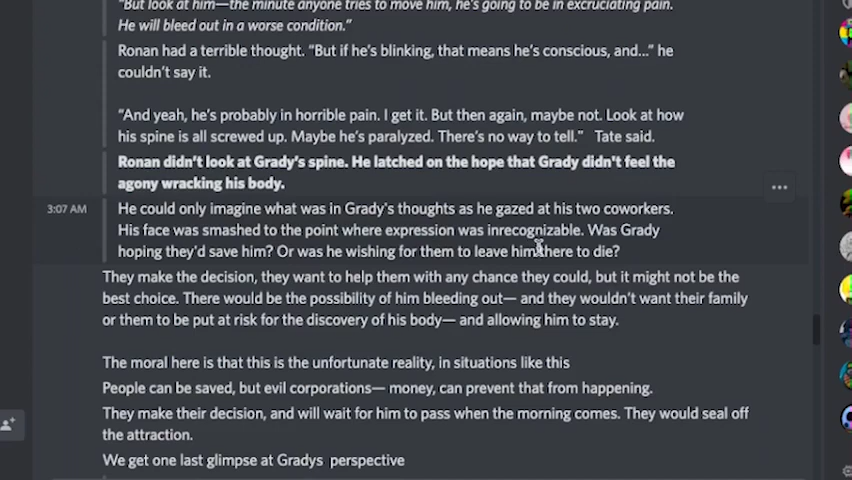 "But look at him—the minute anyone tries to move him, he's going to be in excruciating pain.
He will bleed out in a worse condition."
Ronan had a terrible thought. "But if he's blinking, that means he's conscious, and…" he
couldn't say it.
"And yeah, he's probably in horrible pain. I get it. But then again, maybe not. Look at how
his spine is all screwed up. Maybe he's paralyzed. There's no way to tell." Tate said.
Ronan didn't look at Grady's spine. He latched on the hope that Grady didn't feel the
agony wracking his body.
3:07 AM
He could only imagine what was in Grady's thoughts as he gazed at his two coworkers.
His face was smashed to the point where expression was inrecognizable. Was Grady
hoping they'd save him? Or was he wishing for them to leave him there to die?
They make the decision, they want to help them with any chance they could, but it might not be the
best choice. There would be the possibility of him bleeding out— and they wouldn't want their family
or them to be put at risk for the discovery of his body— and allowing him to stay.
The moral here is that this is the unfortunate reality, in situations like this
People can be saved, but evil corporations— money, can prevent that from happening.
They make their decision, and will wait for him to pass when the morning comes. They would seal off
the attraction.
We get one last glimpse at Gradys perspective